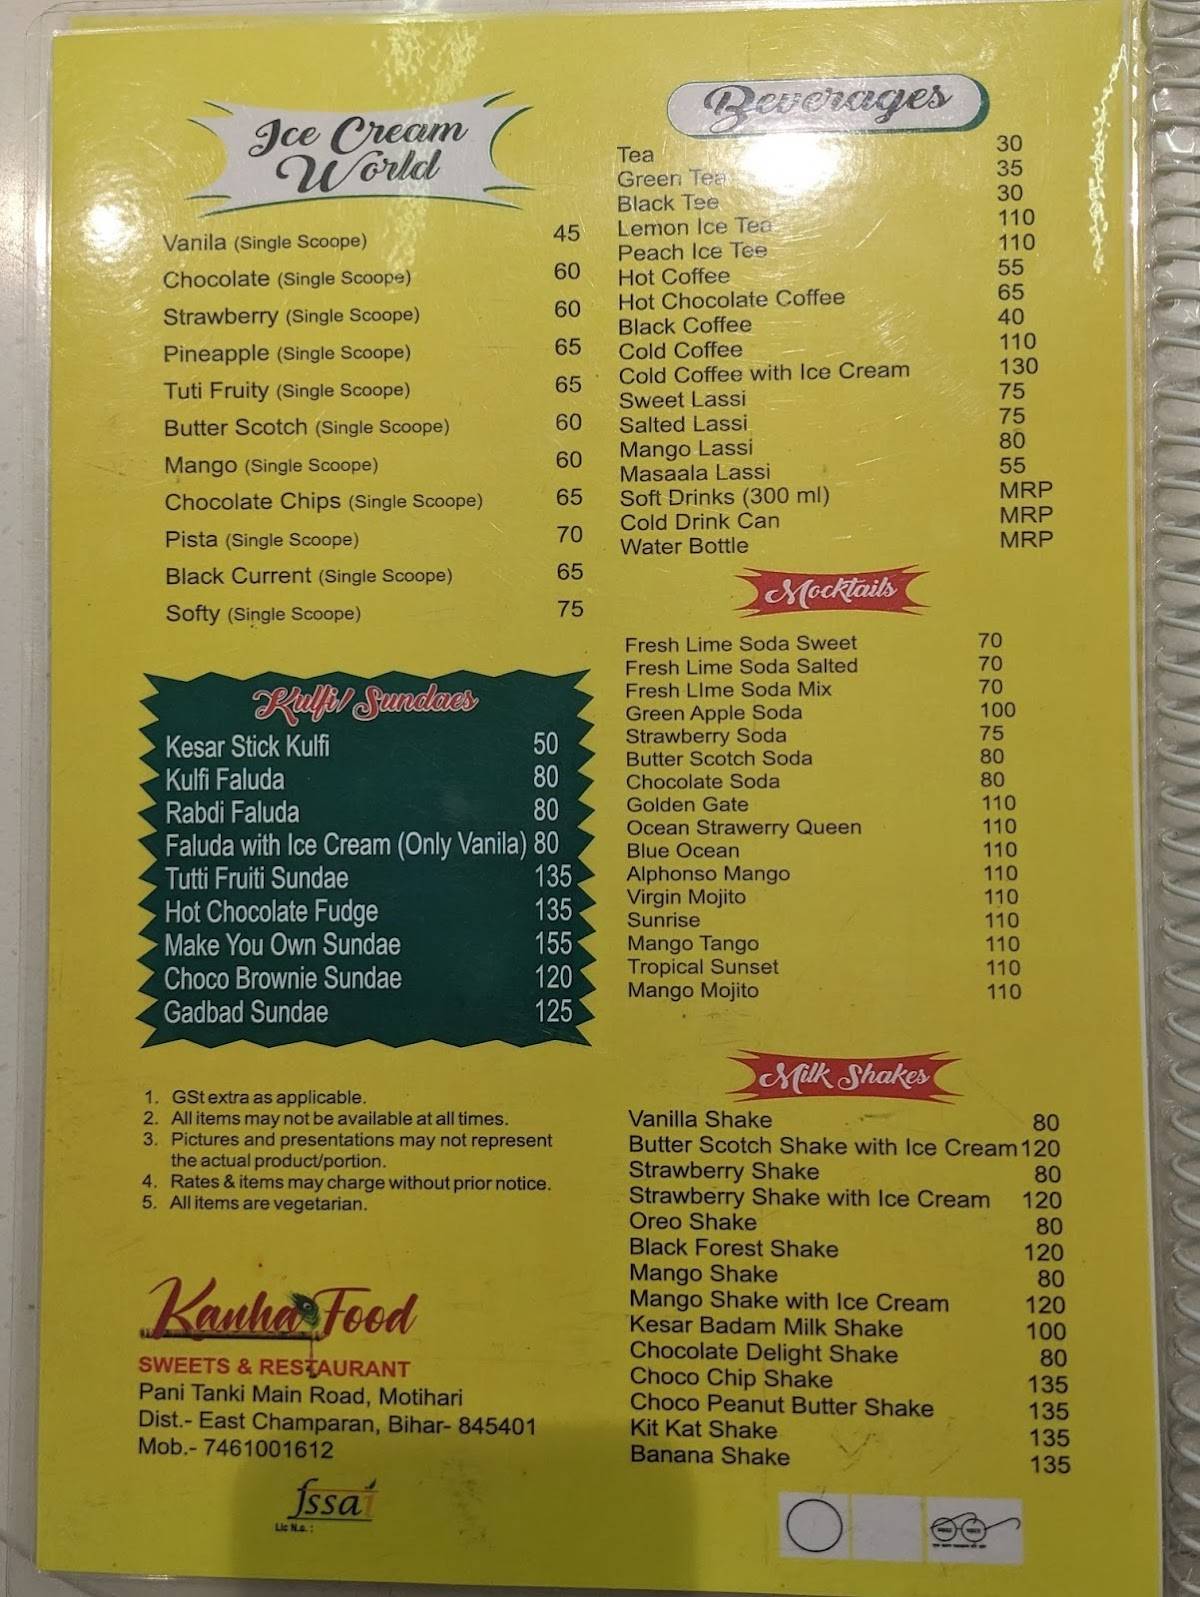 Ice Cream
World
Vanila (Single Scoope) 45
Chocolate (Single Scoope) 60
Strawberry (Single Scoope) 60
Pineapple (Single Scoope) 65
Tuti Fruity (Single Scoope) 65
Butter Scotch (Single Scoope) 60
Mango (Single Scoope) 60
Chocolate Chips (Single Scoope) 65
Pista (Single Scoope) 70
Black Current (Single Scoope) 65
Softy (Single Scoope) 75
Kulfi/ Sundaes
Kesar Stick Kulfi 50
Kulfi Faluda 80
Rabdi Faluda 80
Faluda with Ice Cream (Only Vanila) 80
Tutti Fruiti Sundae 135
Hot Chocolate Fudge 135
Make You Own Sundae 155
Choco Brownie Sundae 120
Gadbad Sundae 125
1. GSt extra as applicable.
2. All items may not be available at all times.
3. Pictures and presentations may not represent
the actual product/portion.
4. Rates & items may charge without prior notice.
5. All items are vegetarian.
Kanha Food
SWEETS & RESTAURANT
Pani Tanki Main Road, Motihari
Dist.- East Champaran, Bihar- 845401
Mob.- 7461001612
fssai
Lic No. :
Beverages
Tea 30
Green Tea 35
Black Tee 30
Lemon Ice Tea 110
Peach Ice Tee 110
Hot Coffee 55
Hot Chocolate Coffee 65
Black Coffee 40
Cold Coffee 110
Cold Coffee with Ice Cream 130
Sweet Lassi 75
Salted Lassi 75
Mango Lassi 80
Masaala Lassi 55
Soft Drinks (300 ml) MRP
Cold Drink Can MRP
Water Bottle MRP
Mocktails
Fresh Lime Soda Sweet 70
Fresh Lime Soda Salted 70
Fresh LIme Soda Mix 70
Green Apple Soda 100
Strawberry Soda 75
Butter Scotch Soda 80
Chocolate Soda 80
Golden Gate 110
Ocean Strawerry Queen 110
Blue Ocean 110
Alphonso Mango 110
Virgin Mojito 110
Sunrise 110
Mango Tango 110
Tropical Sunset 110
Mango Mojito 110
Milk Shakes
Vanilla Shake 80
Butter Scotch Shake with Ice Cream 120
Strawberry Shake 80
Strawberry Shake with Ice Cream 120
Oreo Shake 80
Black Forest Shake 120
Mango Shake 80
Mango Shake with Ice Cream 120
Kesar Badam Milk Shake 100
Chocolate Delight Shake 80
Choco Chip Shake 135
Choco Peanut Butter Shake 135
Kit Kat Shake 135
Banana Shake 135